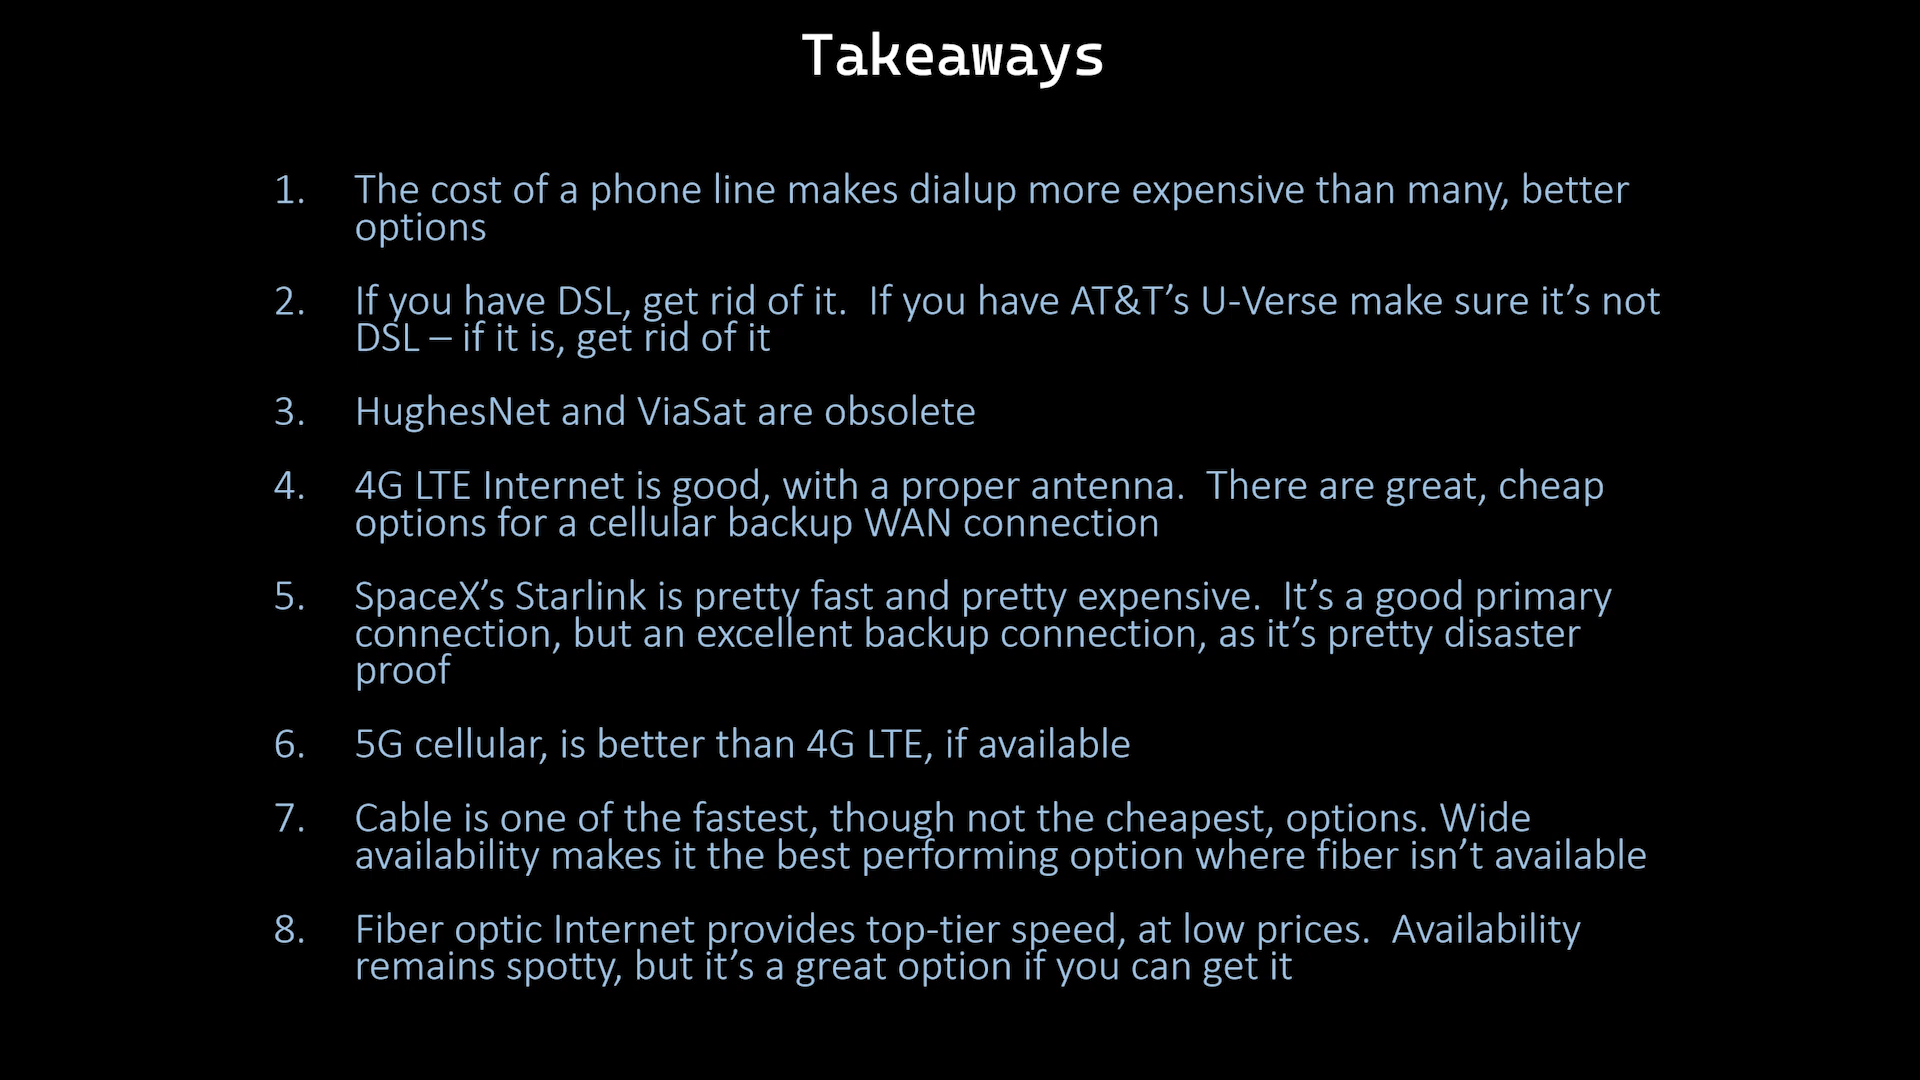 Takeaways
1. The cost of a phone line makes dialup more expensive than many, better
options
2. If you have DSL, get rid of it.  If you have AT&T’s U-Verse make sure it’s not
DSL – if it is, get rid of it
3. HughesNet and ViaSat are obsolete
4. 4G LTE Internet is good, with a proper antenna.  There are great, cheap
options for a cellular backup WAN connection
5. SpaceX’s Starlink is pretty fast and pretty expensive.  It’s a good primary
connection, but an excellent backup connection, as it’s pretty disaster
proof
6. 5G cellular, is better than 4G LTE, if available
7. Cable is one of the fastest, though not the cheapest, options. Wide
availability makes it the best performing option where fiber isn’t available
8. Fiber optic Internet provides top-tier speed, at low prices.  Availability
remains spotty, but it’s a great option if you can get it